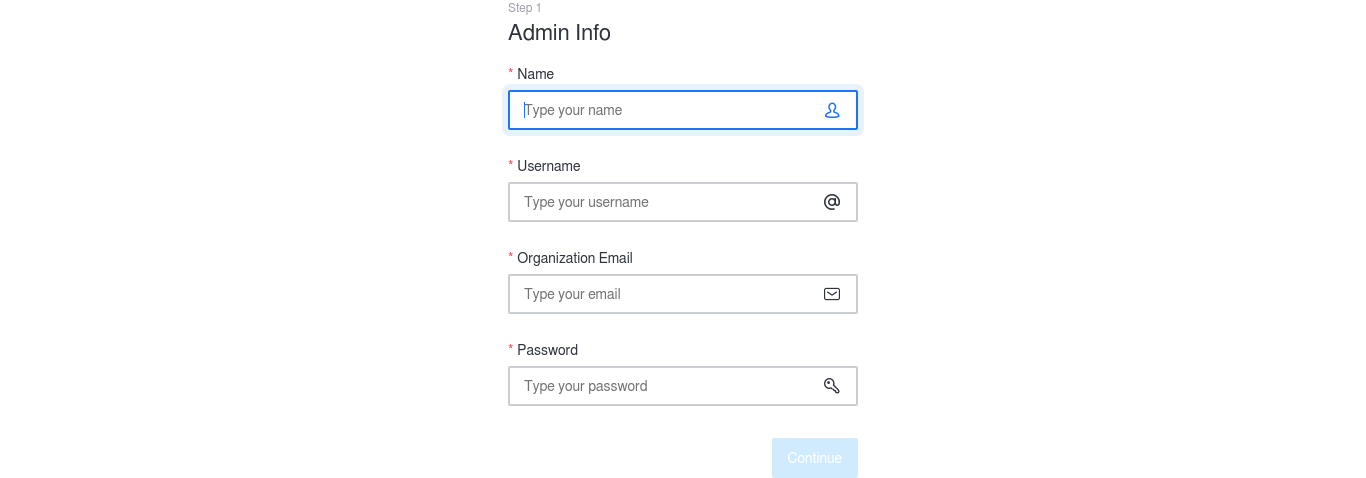 Step 1
Admin Info
* Name
Type your name
* Username
Type your username
* Organization Email
Type your email
* Password
Type your password
Continue